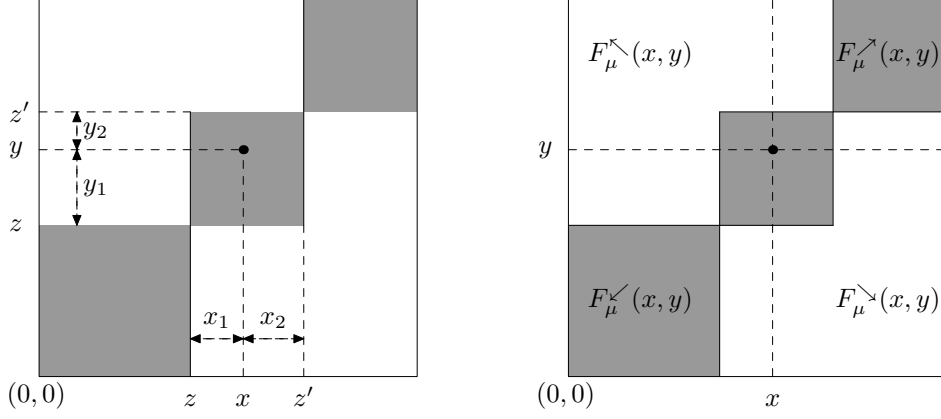 z′
y₂
y
y₁
z
x₁ x₂
(0,0) z x z′
F_μ^↖(x, y) F_μ^↗(x, y)
y
F_μ^↙(x, y) F_μ^↘(x, y)
(0,0) x